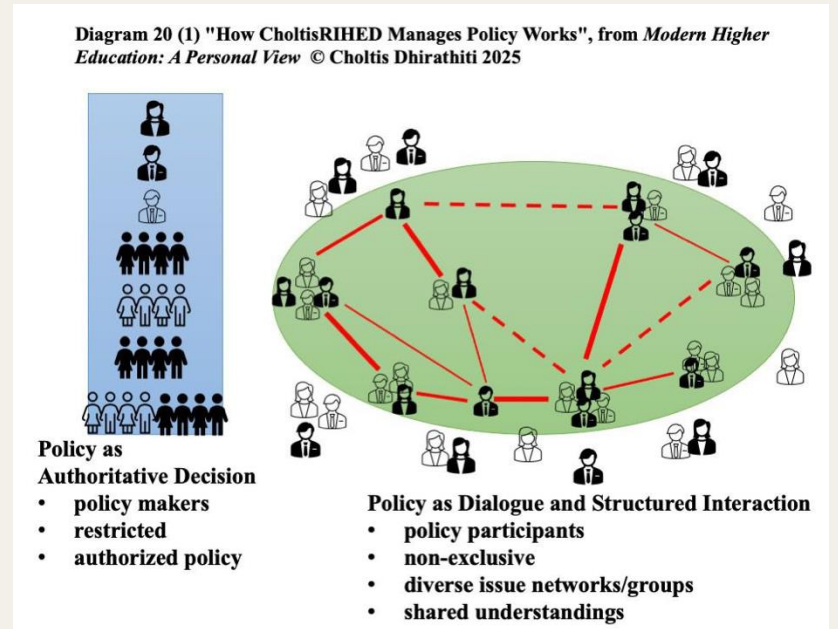 Diagram 20 (1) "How CholtisRIHED Manages Policy Works", from Modern Higher
Education: A Personal View © Choltis Dhirathiti 2025
Policy as
Authoritative Decision
• policy makers
• restricted
• authorized policy
Policy as Dialogue and Structured Interaction
• policy participants
• non-exclusive
• diverse issue networks/groups
• shared understandings